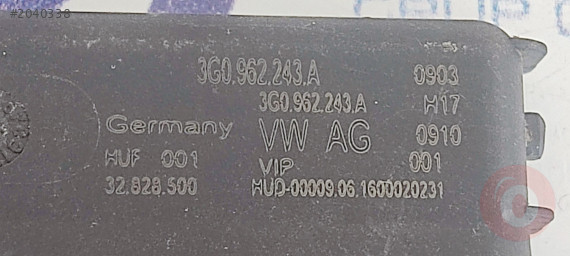 #2040338
3G0.962.243.A 0903
3G0.962.243.A H17
Germany VW AG 0910
HUF 001 VIP 001
32.828.500 HUO-00009.06.1600020231